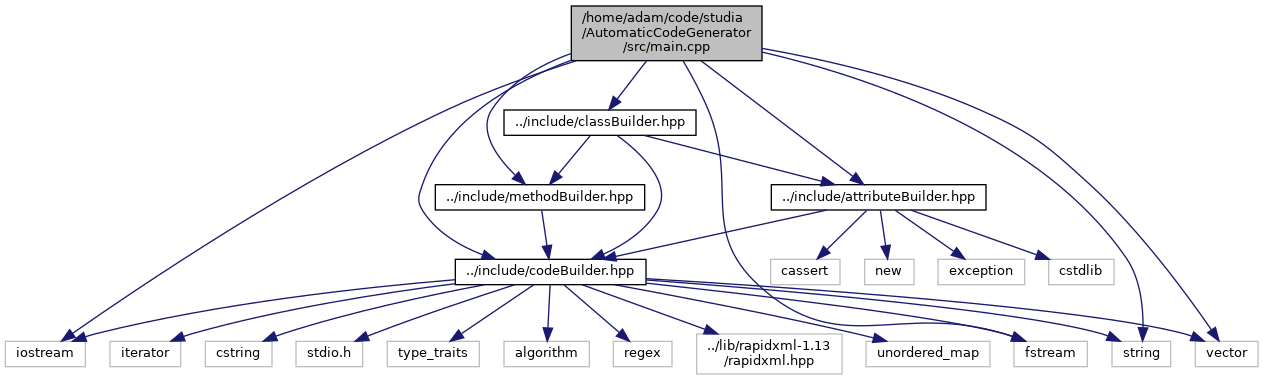 /home/adam/code/studia
/AutomaticCodeGenerator
/src/main.cpp
../include/classBuilder.hpp
../include/methodBuilder.hpp
../include/attributeBuilder.hpp
../include/codeBuilder.hpp
cassert
new
exception
cstdlib
iostream
iterator
cstring
stdio.h
type_traits
algorithm
regex
../lib/rapidxml-1.13
/rapidxml.hpp
unordered_map
fstream
string
vector